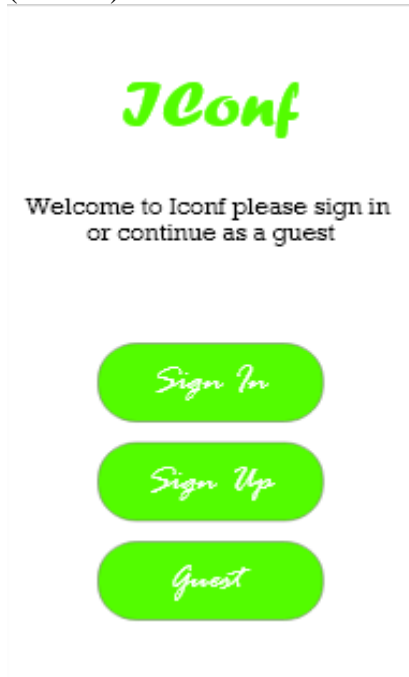 IConf
Welcome to Iconf please sign in
or continue as a guest
Sign In
Sign Up
Guest